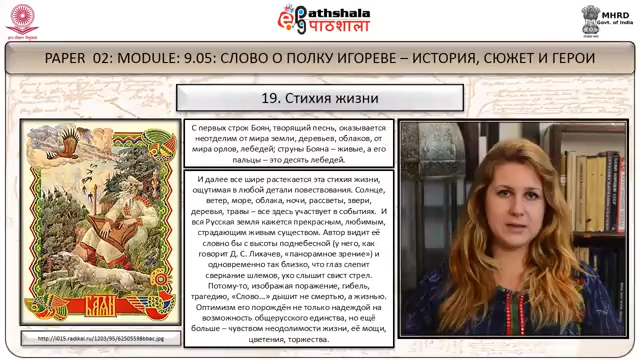 ePathshala
पाठशाला
MHRD
Govt. of India
PAPER 02: MODULE: 9.05: СЛОВО О ПОЛКУ ИГОРЕВЕ – ИСТОРИЯ, СЮЖЕТ И ГЕРОИ
19. Стихия жизни
С первых строк Боян, творящий песнь, оказывается
неотделим от мира земли, деревьев, облаков, от
мира орлов, лебедей; струны Бояна – живые, а его
пальцы – это десять лебедей.
И далее все шире растекается эта стихия жизни,
ощутимая в любой детали повествования. Солнце,
ветер, море, облака, ночи, рассветы, звери,
деревья, травы – все здесь участвует в событиях. И
вся Русская земля кажется прекрасным, любимым,
страдающим живым существом. Автор видит её
словно бы с высоты поднебесной (у него, как
говорит Д. С. Лихачев, «панорамное зрение») и
одновременно так близко, что глаз слепит
сверкание шлемов, ухо слышит свист стрел.
Потому-то, изображая поражение, гибель,
трагедию, «Слово…» дышит не смертью, а жизнью.
Оптимизм его порождён не только надеждой на
возможность общерусского единства, но ещё
больше – чувством неодолимости жизни, её мощи,
цветения, торжества.
БАЯН
http://i015.radikal.ru/1203/95/62505598bbac.jpg